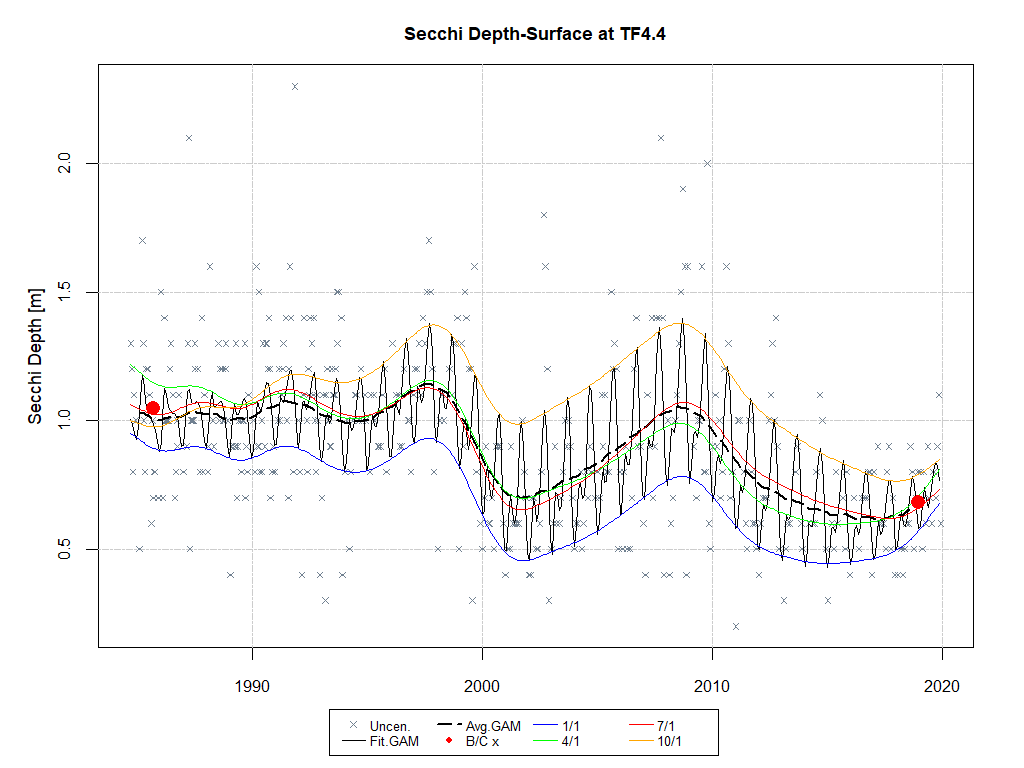 Secchi Depth-Surface at TF4.4
Secchi Depth [m]
2.0
1.5
1.0
0.5
1990 2000 2010 2020
Uncen. Avg.GAM 1/1 7/1
Fit.GAM B/C x 4/1 10/1